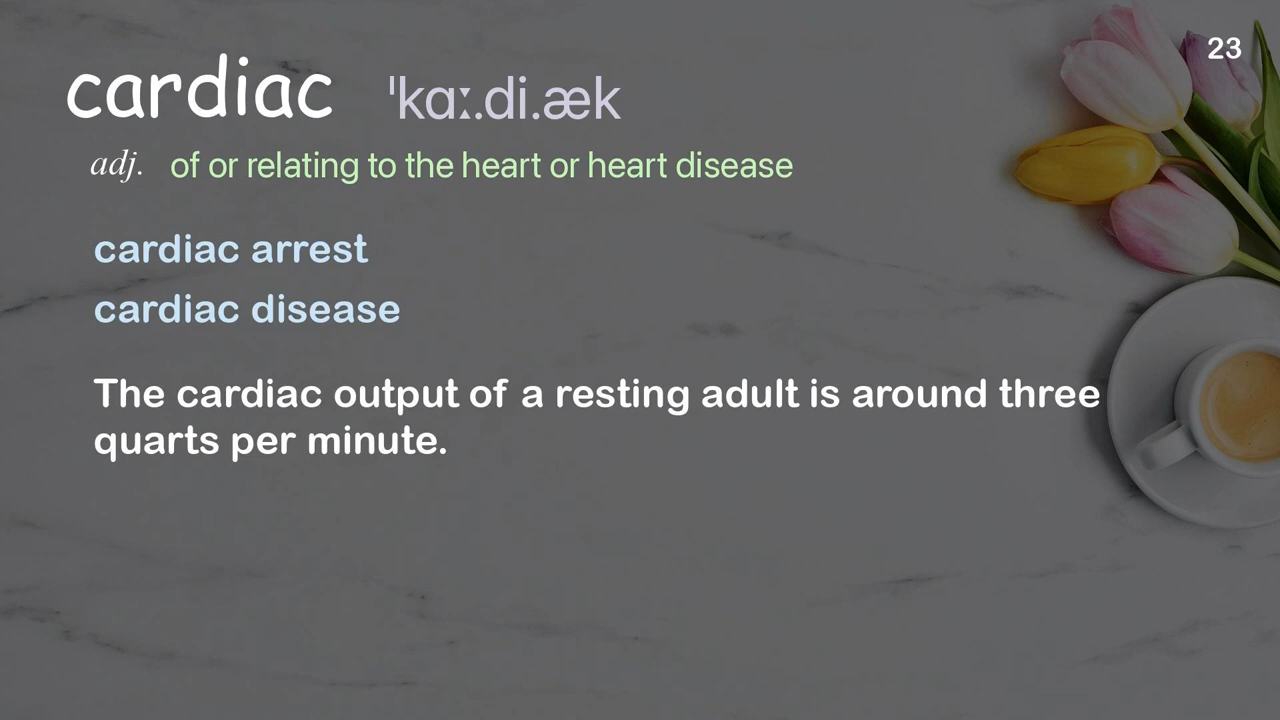 23
cardiac ˈkɑː.di.æk
adj. of or relating to the heart or heart disease
cardiac arrest
cardiac disease
The cardiac output of a resting adult is around three
quarts per minute.